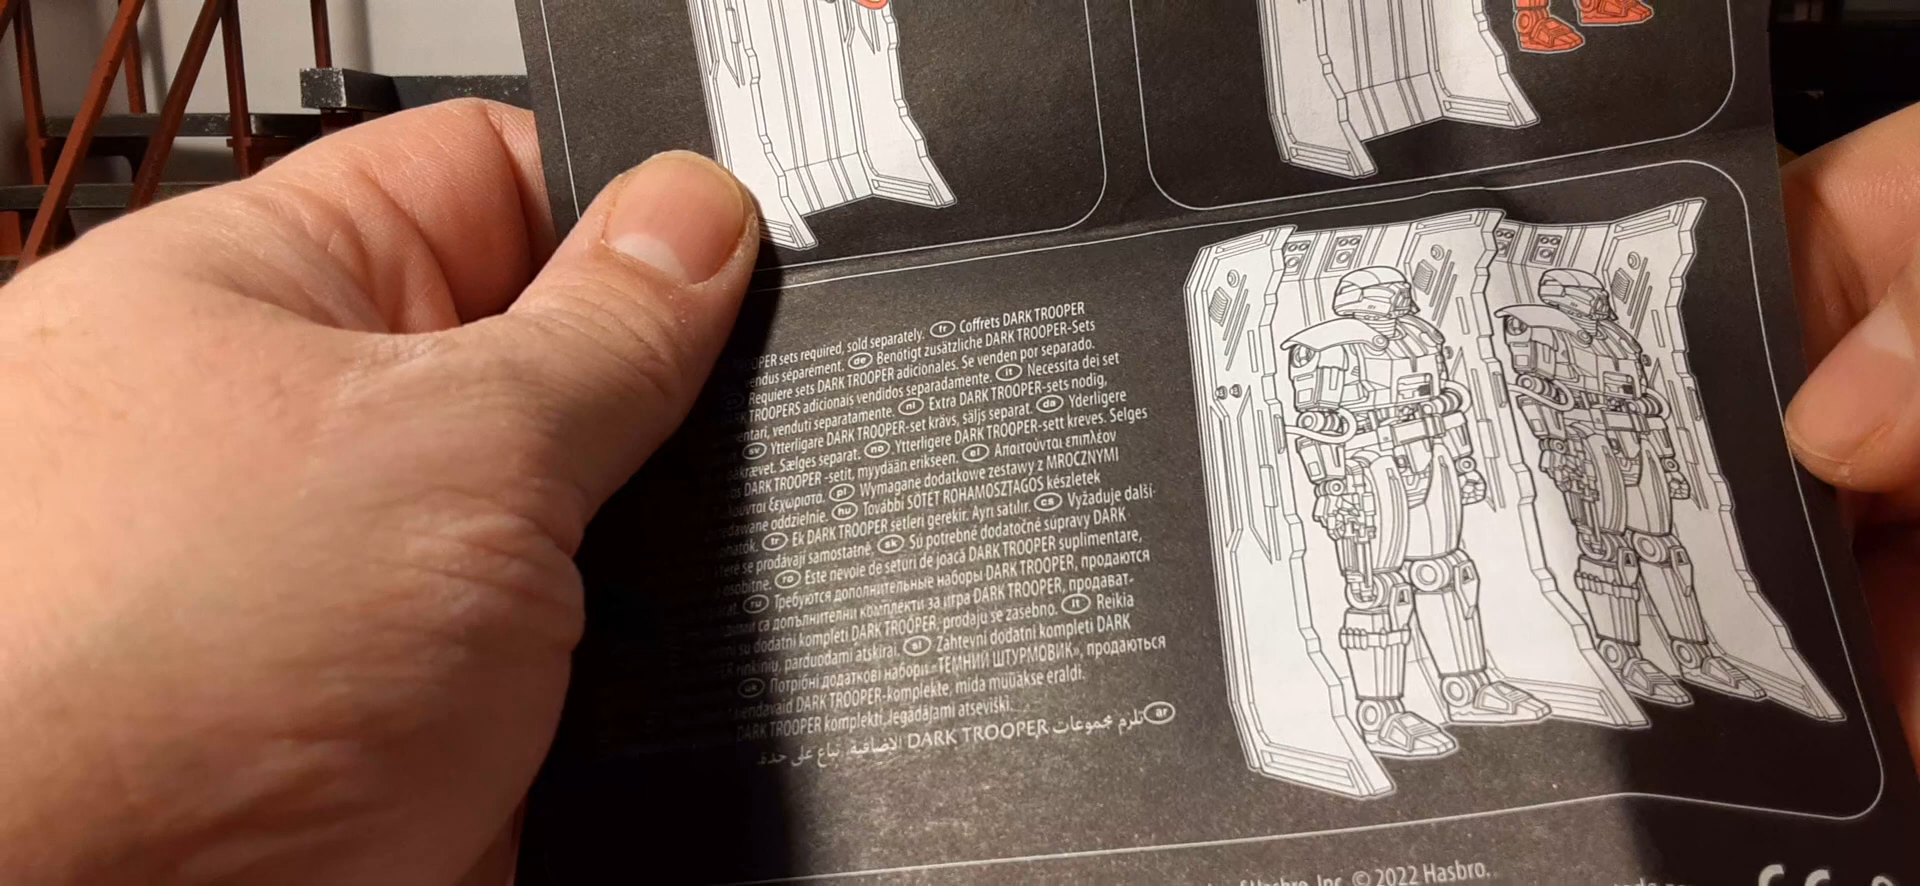 sets required, sold separately. fr Coffrets DARK TROOPER
vendus séparément. de Benötigt zusätzliche DARK TROOPER-Sets
Requiere sets DARK TROOPER adicionales. Se venden por separado.
TROOPERS adicionais vendidos separadamente. it Necessita dei set
venduti separatamente. nl Extra DARK TROOPER-sets nodig,
sv Ytterligare DARK TROOPER-set krävs, säljs separat. da Yderligere
Sælges separat. no Ytterligere DARK TROOPER-sett kreves. Selges
DARK TROOPER -setit, myydään erikseen. el Απαιτούνται επιπλέον
ξεχωριστά. pl Wymagane dodatkowe zestawy z MROCZNYMI
oddzielnie. hu További SÖTÉT ROHAMOSZTAGOS készletek
tr Ek DARK TROOPER setleri gerekir. Ayrı satılır. cs Vyžaduje další
se prodávají samostatně. sk Sú potrebné dodatočné súpravy DARK
osobitne. ro Este nevoie de seturi de joacă DARK TROOPER suplimentare,
ru Требуются дополнительные наборы DARK TROOPER, продаются
са допълнителни комплекти за игра DARK TROOPER, продават-
su dodatni kompleti DARK TROOPER, prodaju se zasebno. lt Reikia
rinkinių, parduodami atskirai. sl Zahtevni dodatni kompleti DARK
uk Потрібні додаткові набори «ТЕМНИЙ ШТУРМОВИК», продаються
DARK TROOPER-komplekte, mida müüakse eraldi.
DARK TROOPER komplekti. Iegādājami atsevišķi.
ar تلزم مجموعات DARK TROOPER الإضافية. تباع على حدة.
Hasbro, Inc. © 2022 Hasbro.
CE